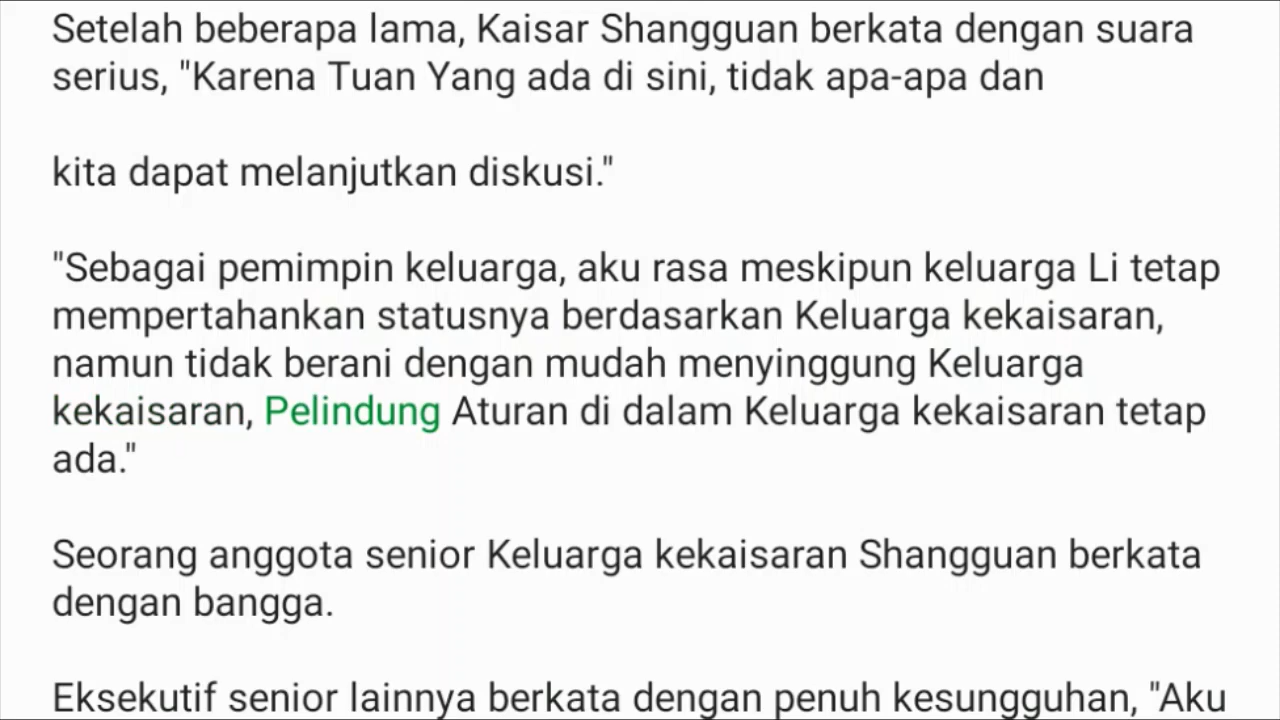 Setelah beberapa lama, Kaisar Shangguan berkata dengan suara
serius, "Karena Tuan Yang ada di sini, tidak apa-apa dan
kita dapat melanjutkan diskusi."
"Sebagai pemimpin keluarga, aku rasa meskipun keluarga Li tetap
mempertahankan statusnya berdasarkan Keluarga kekaisaran,
namun tidak berani dengan mudah menyinggung Keluarga
kekaisaran, Pelindung Aturan di dalam Keluarga kekaisaran tetap
ada."
Seorang anggota senior Keluarga kekaisaran Shangguan berkata
dengan bangga.
Eksekutif senior lainnya berkata dengan penuh kesungguhan, "Aku